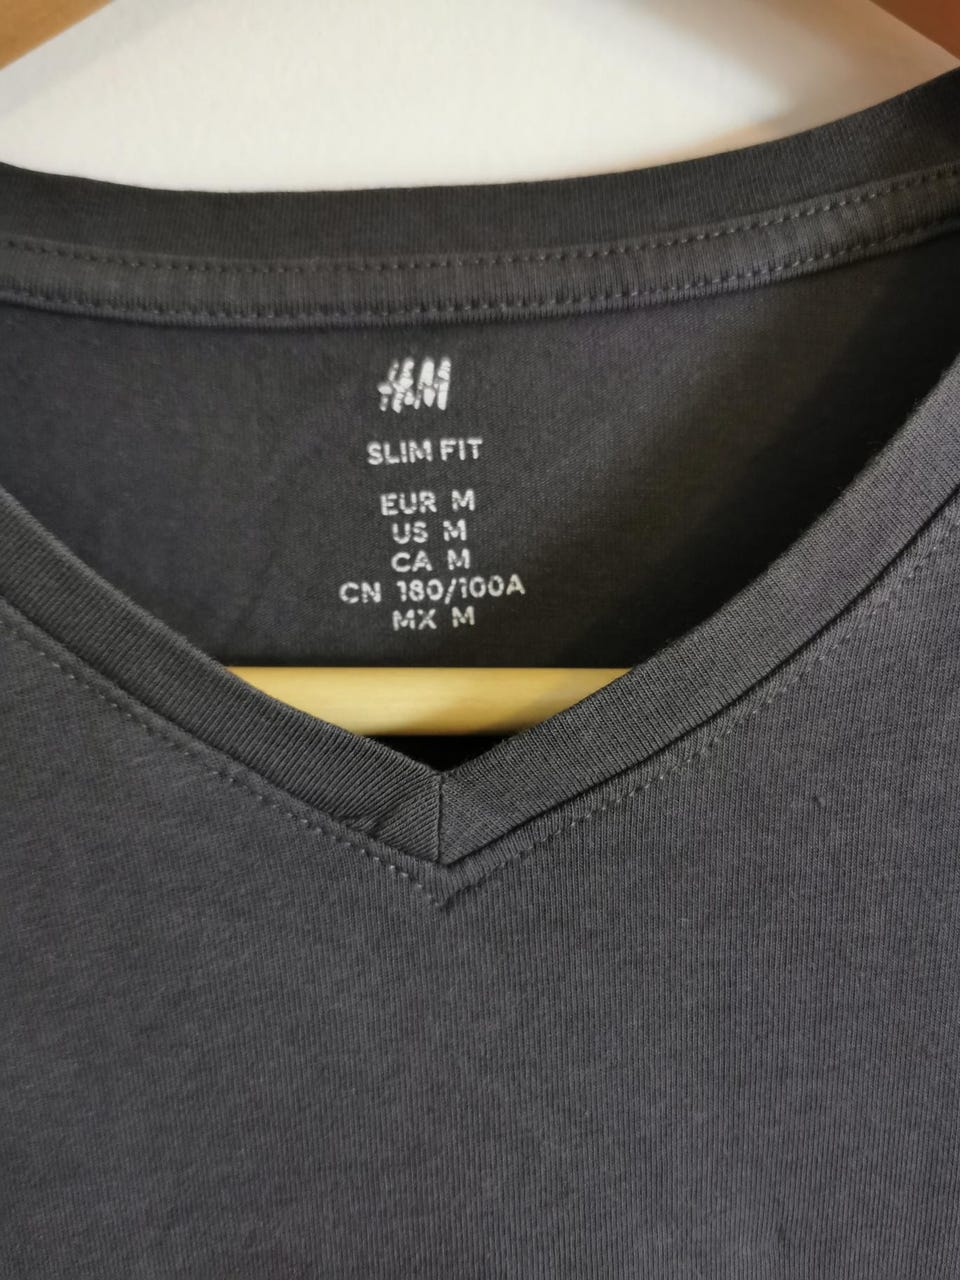 H&M
SLIM FIT
EUR M
US M
CA M
CN 180/100A
MX M